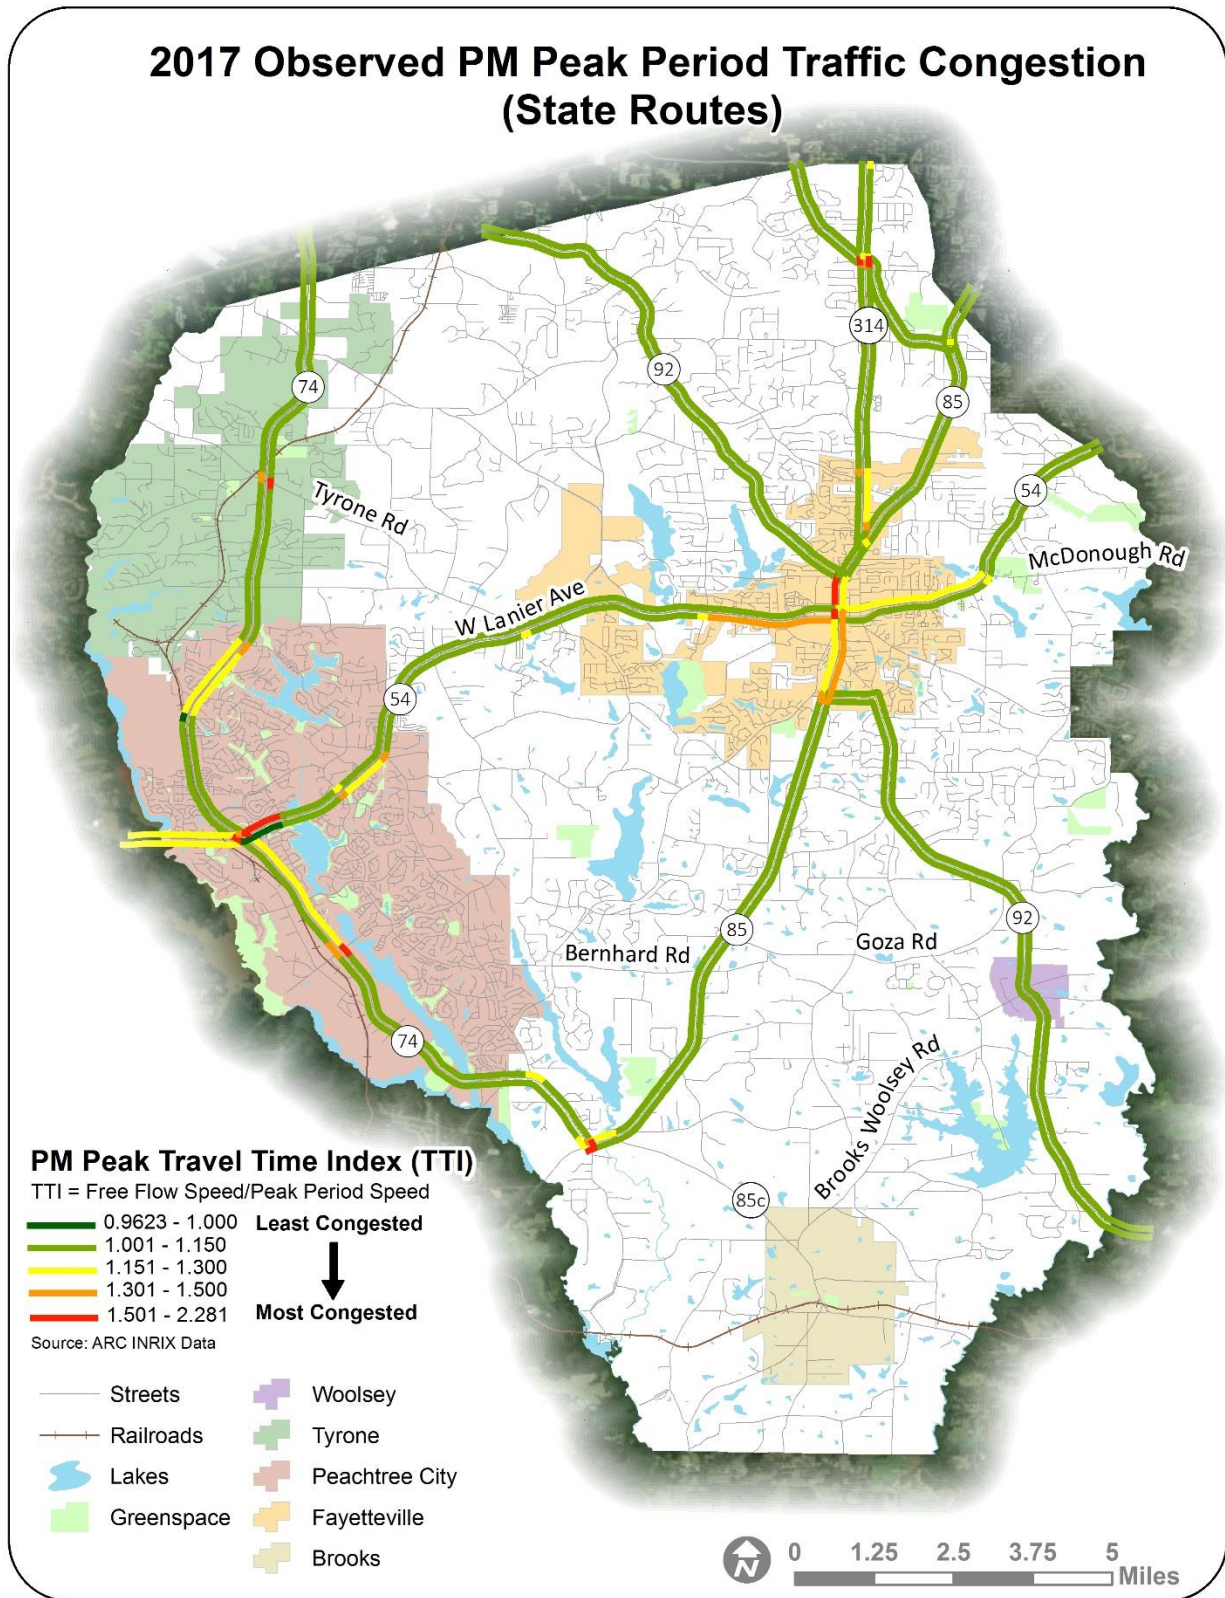 2017 Observed PM Peak Period Traffic Congestion
(State Routes)
314
92
74
85
54
Tyrone Rd
McDonough Rd
W Lanier Ave
54
92
85
Goza Rd
Bernhard Rd
74
Brooks Woolsey Rd
85c
PM Peak Travel Time Index (TTI)
TTI = Free Flow Speed/Peak Period Speed
0.9623 - 1.000 Least Congested
1.001 - 1.150
1.151 - 1.300
1.301 - 1.500
1.501 - 2.281 Most Congested
Source: ARC INRIX Data
Streets
Railroads
Lakes
Greenspace
Woolsey
Tyrone
Peachtree City
Fayetteville
Brooks
N
0 1.25 2.5 3.75 5
Miles